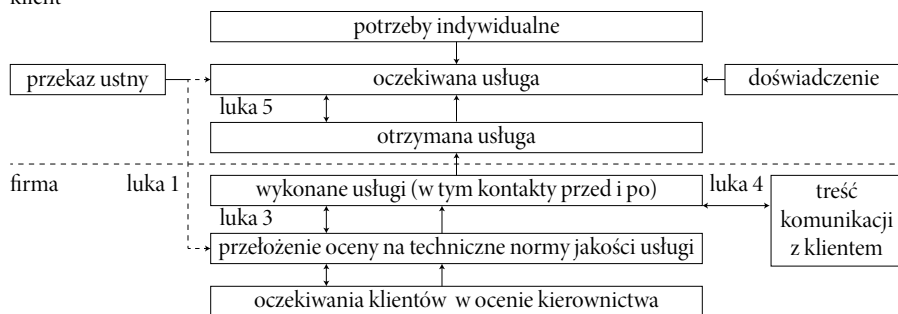 klient
potrzeby indywidualne
przekaz ustny
oczekiwana usługa
doświadczenie
luka 5
otrzymana usługa
firma
luka 1
wykonane usługi (w tym kontakty przed i po)
luka 4
treść
komunikacji
z klientem
luka 3
przełożenie oceny na techniczne normy jakości usługi
oczekiwania klientów w ocenie kierownictwa